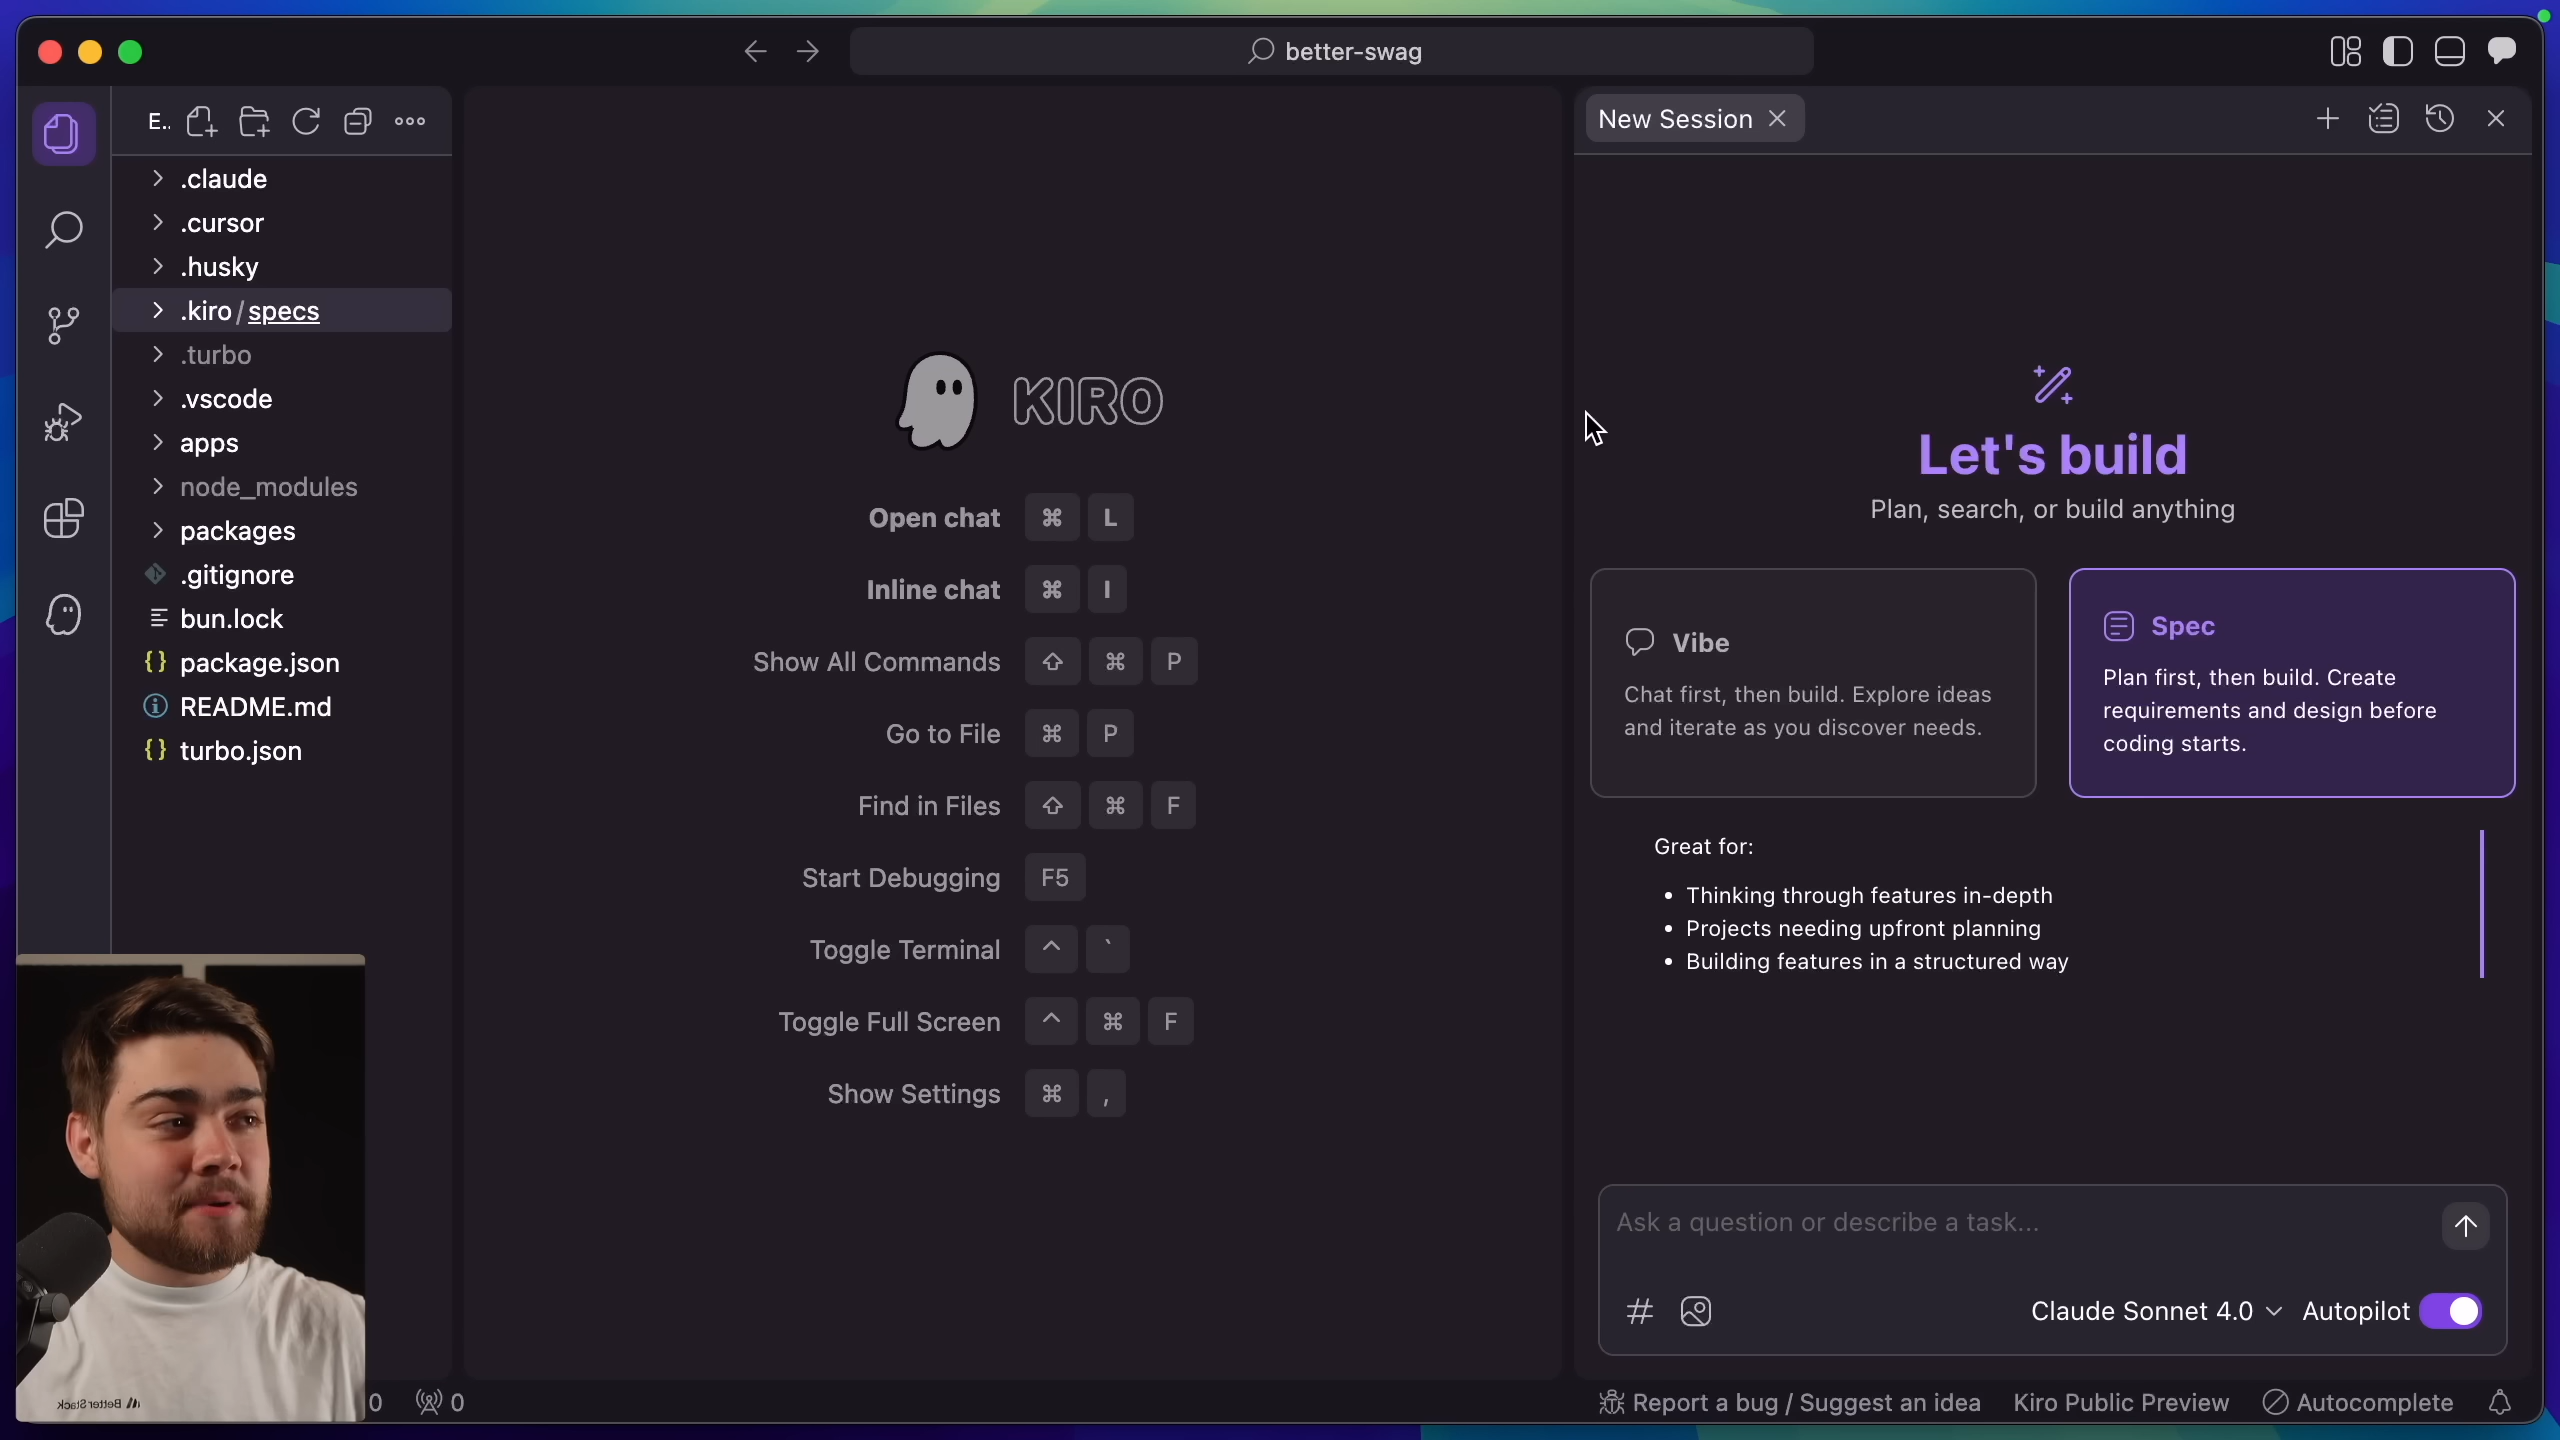 better-swag
E..
.claude
.cursor
.husky
.kiro/specs
.turbo
.vscode
apps
node_modules
packages
.gitignore
bun.lock
package.json
README.md
turbo.json
KIRO
Open chat ⌘ L
Inline chat ⌘ I
Show All Commands ⇧ ⌘ P
Go to File ⌘ P
Find in Files ⇧ ⌘ F
Start Debugging F5
Toggle Terminal ^ `
Toggle Full Screen ^ ⌘ F
Show Settings ⌘ ,
New Session
Let's build
Plan, search, or build anything
Vibe
Chat first, then build. Explore ideas
and iterate as you discover needs.
Spec
Plan first, then build. Create
requirements and design before
coding starts.
Great for:
• Thinking through features in-depth
• Projects needing upfront planning
• Building features in a structured way
Ask a question or describe a task...
# Claude Sonnet 4.0 Autopilot
Better Stack
0 0 Report a bug / Suggest an idea Kiro Public Preview Autocomplete